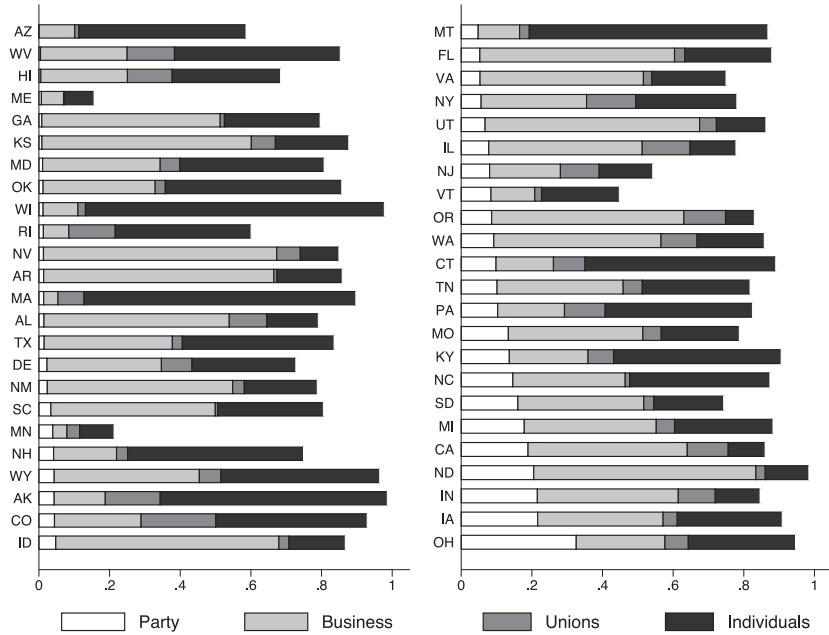 AZ
WV
HI
ME
GA
KS
MD
OK
WI
RI
NV
AR
MA
AL
TX
DE
NM
SC
MN
NH
WY
AK
CO
ID
0 .2 .4 .6 .8 1
MT
FL
VA
NY
UT
IL
NJ
VT
OR
WA
CT
TN
PA
MO
KY
NC
SD
MI
CA
ND
IN
IA
OH
0 .2 .4 .6 .8 1
Party Business Unions Individuals